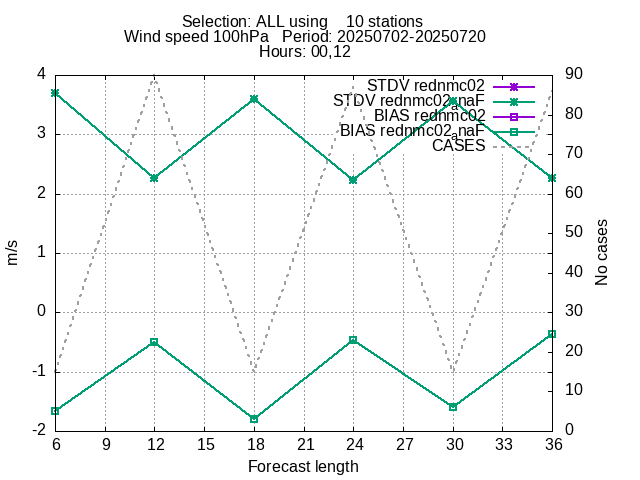 Selection: ALL using    10 stations
Wind speed 100hPa   Period: 20250702-20250720
Hours: 00,12
STDV rednmc02
STDV rednmc02anaF
BIAS rednmc02
BIAS rednmc02anaF
CASES
4
3
2
1
0
-1
-2
m/s
90
80
70
60
50
40
30
20
10
0
No cases
6 9 12 15 18 21 24 27 30 33 36
Forecast length